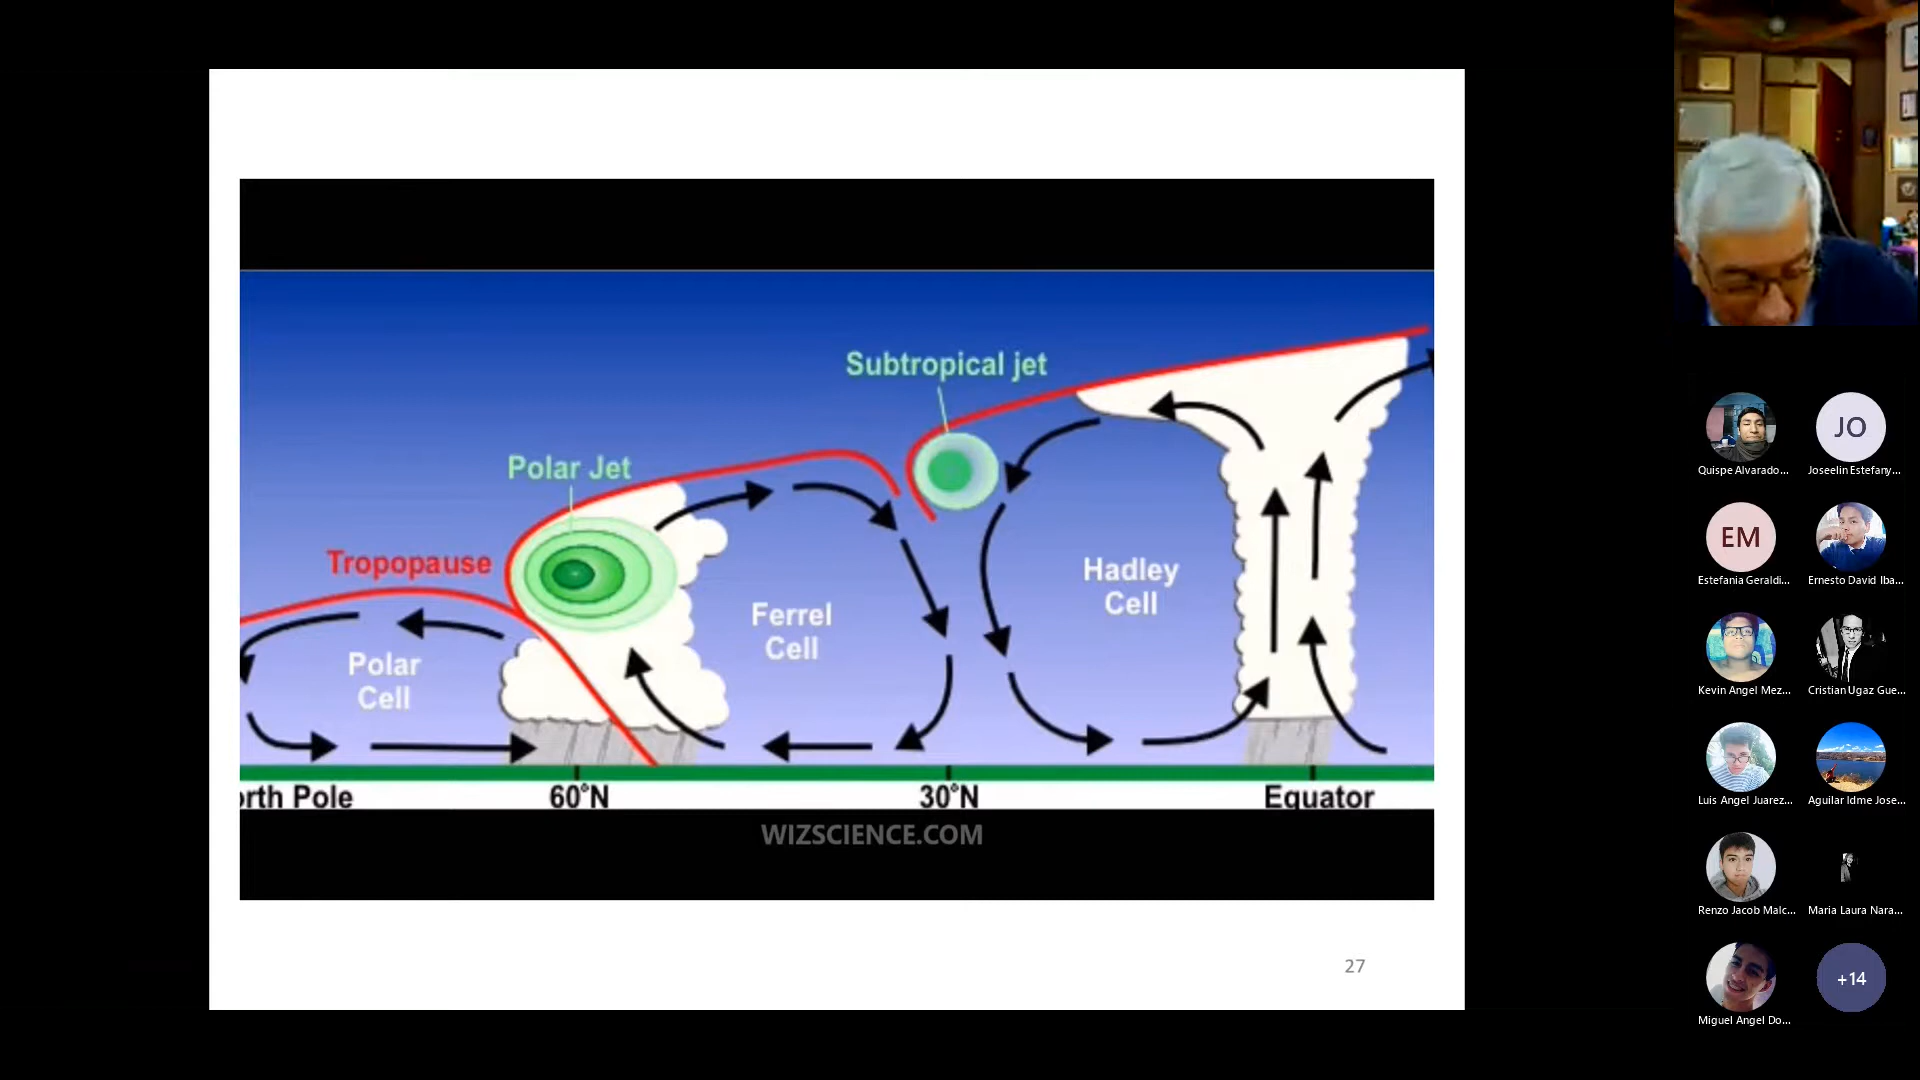 Subtropical jet
Polar Jet
Tropopause
Hadley
Cell
Ferrel
Cell
Polar
Cell
orth Pole
60°N
30°N
Equator
WIZSCIENCE.COM
27
Quispe Alvarado...
JO
Joseelin Estefany...
EM
Estefania Geraldi...
Ernesto David Iba...
Kevin Angel Mez...
Cristian Ugaz Gue...
Luis Angel Juarez...
Aguilar Idme Jose...
Renzo Jacob Malc...
Maria Laura Nara...
Miguel Angel Do...
+14